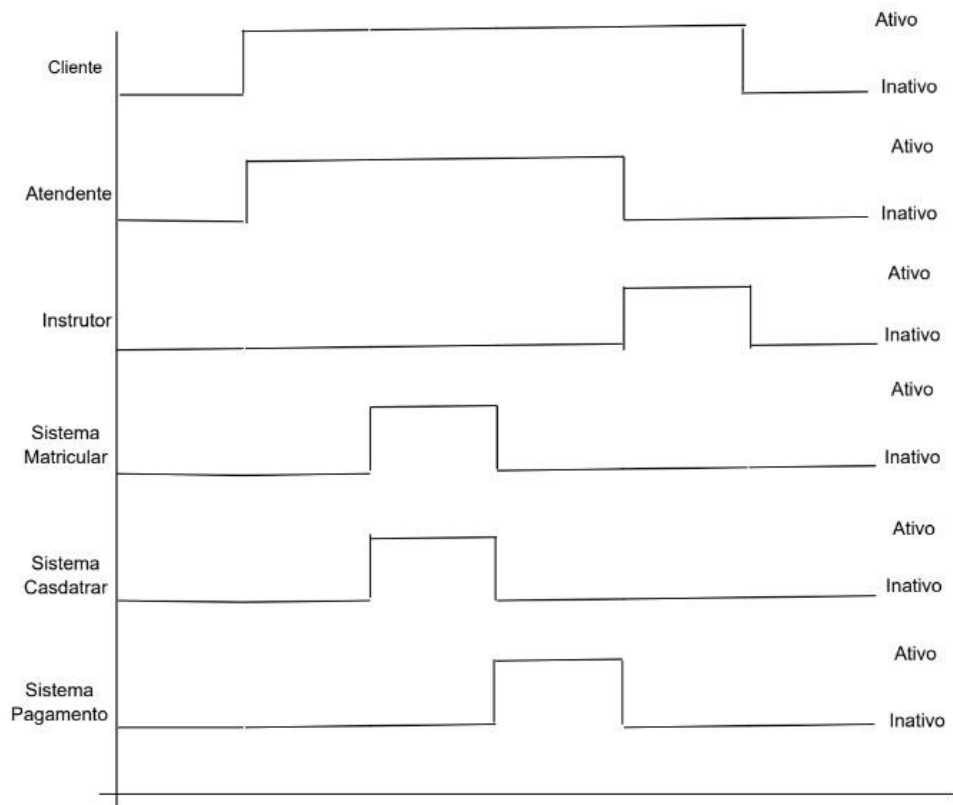 Ativo
Cliente
Inativo
Ativo
Atendente
Inativo
Ativo
Instrutor
Inativo
Ativo
Sistema
Matricular
Inativo
Ativo
Sistema
Casdatrar
Inativo
Ativo
Sistema
Pagamento
Inativo